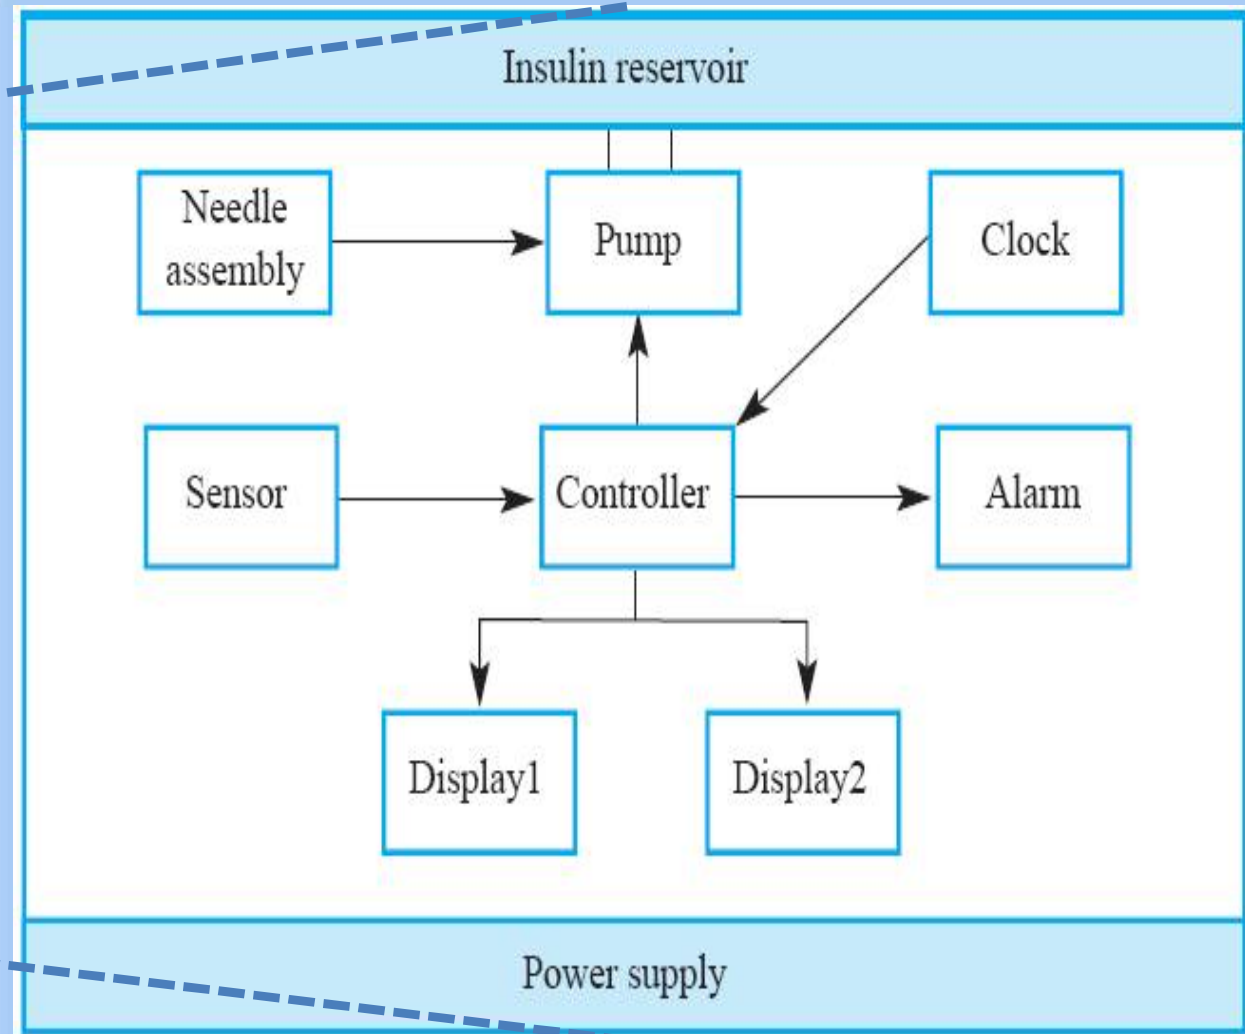 Insulin reservoir
Needle
assembly
Pump
Clock
Sensor
Controller
Alarm
Display1
Display2
Power supply